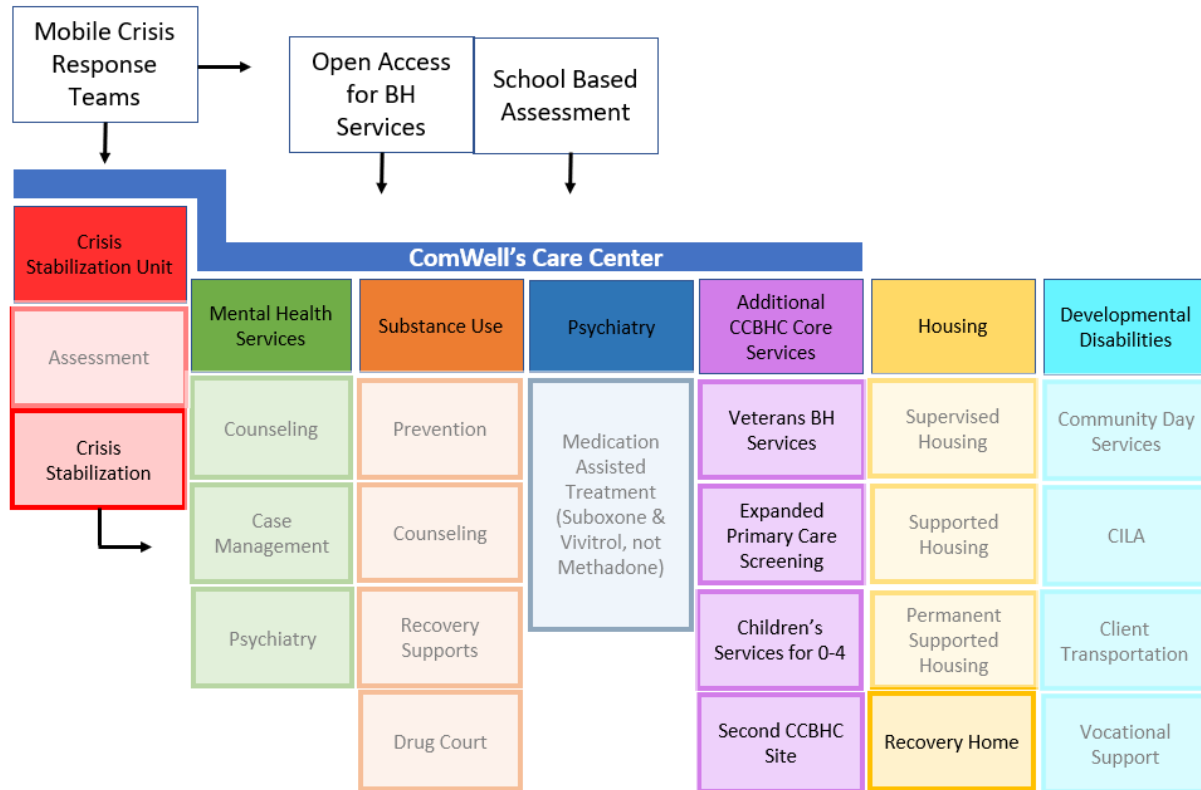 Mobile Crisis
Response
Teams
Open Access
for BH
Services
School Based
Assessment
ComWell's Care Center
Crisis
Stabilization Unit
Assessment
Crisis
Stabilization
Mental Health
Services
Counseling
Case
Management
Psychiatry
Substance Use
Prevention
Counseling
Recovery
Supports
Drug Court
Psychiatry
Medication
Assisted
Treatment
(Suboxone &
Vivitrol, not
Methadone)
Additional
CCBHC Core
Services
Veterans BH
Services
Expanded
Primary Care
Screening
Children's
Services for 0-4
Second CCBHC
Site
Housing
Supervised
Housing
Supported
Housing
Permanent
Supported
Housing
Recovery Home
Developmental
Disabilities
Community Day
Services
CILA
Client
Transportation
Vocational
Support